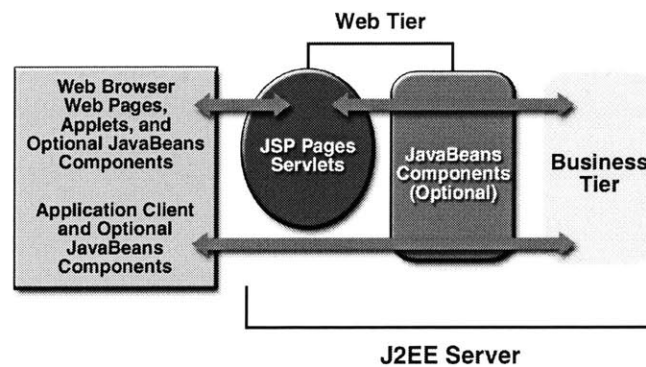 Web Tier
Web Browser
Web Pages,
Applets, and
Optional JavaBeans
Components
Application Client
and Optional
JavaBeans
Components
JSP Pages
Servlets
JavaBeans
Components
(Optional)
Business
Tier
J2EE Server